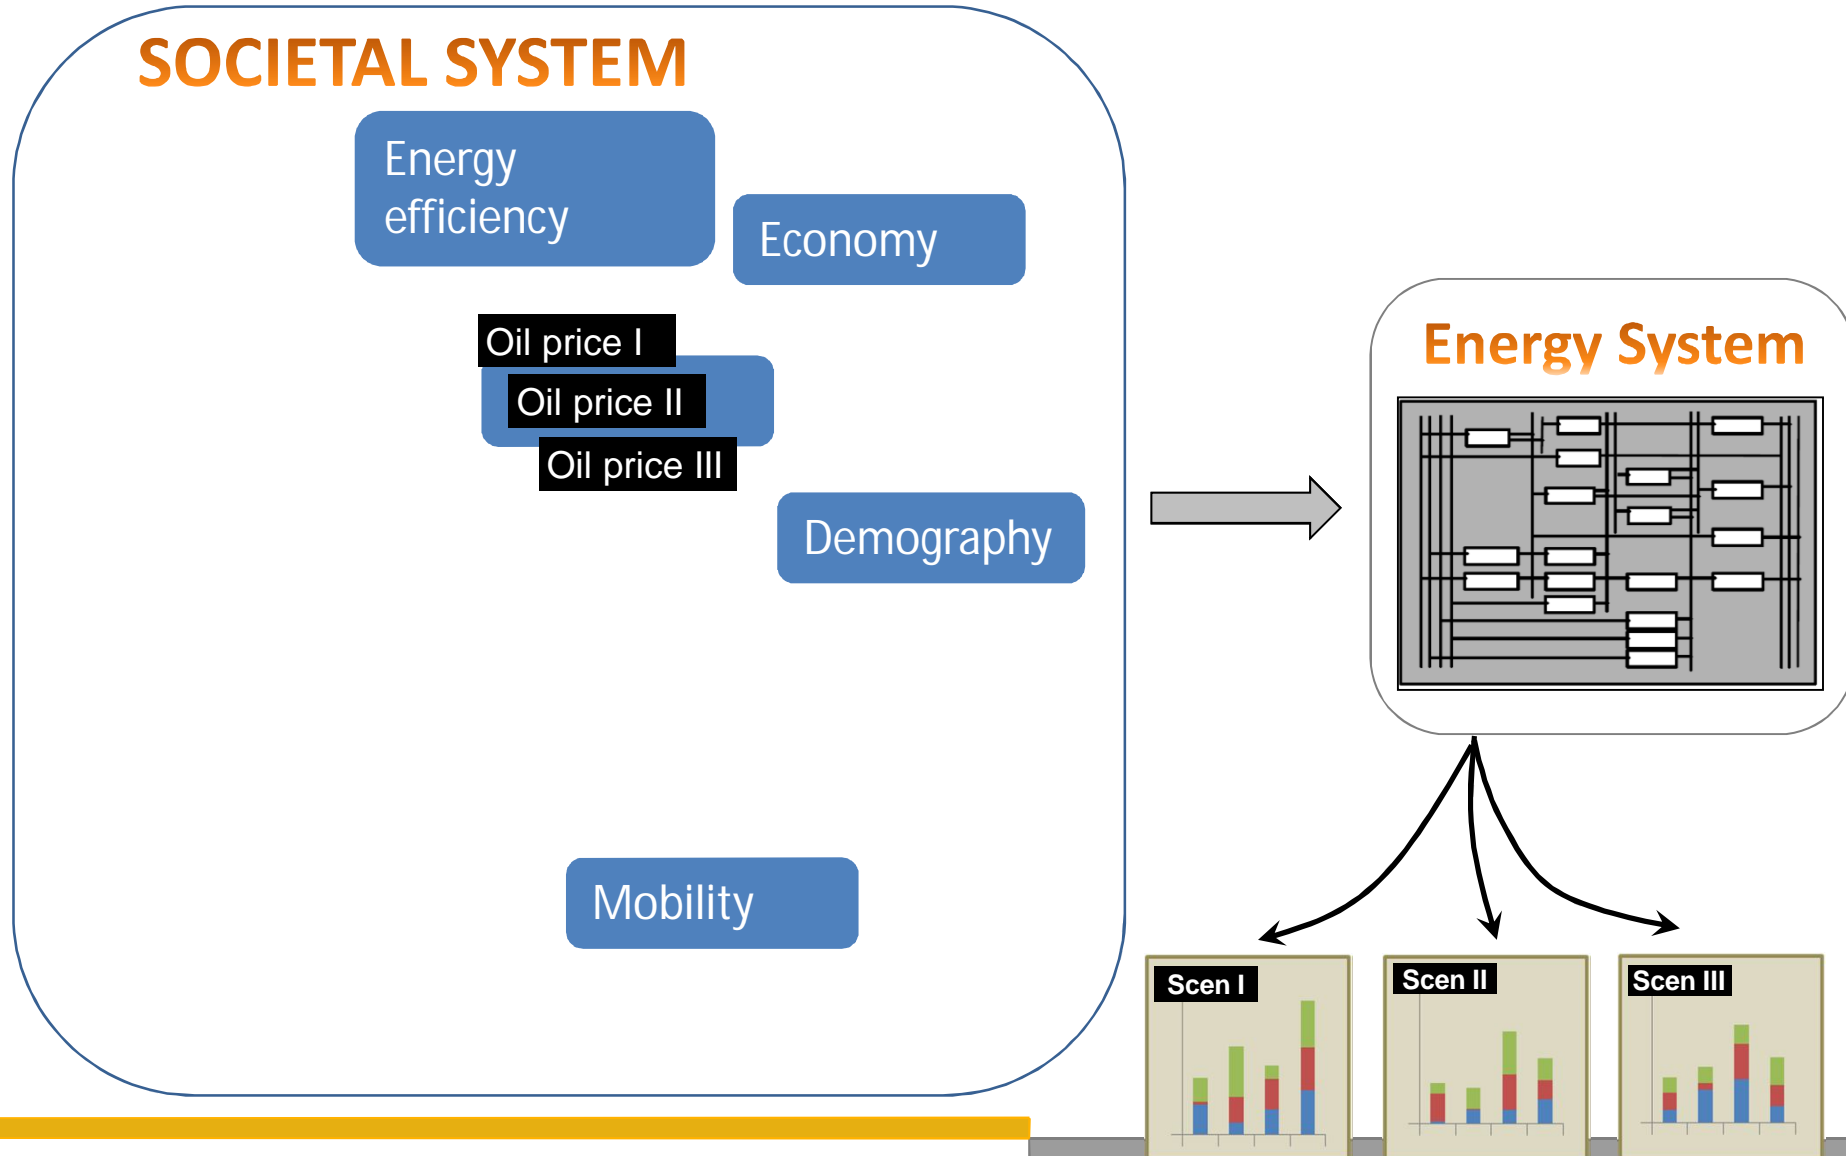 SOCIETAL SYSTEM
Energy
efficiency
Economy
Oil price I
Oil price II
Oil price III
Demography
Mobility
Energy System
Scen I
Scen II
Scen III